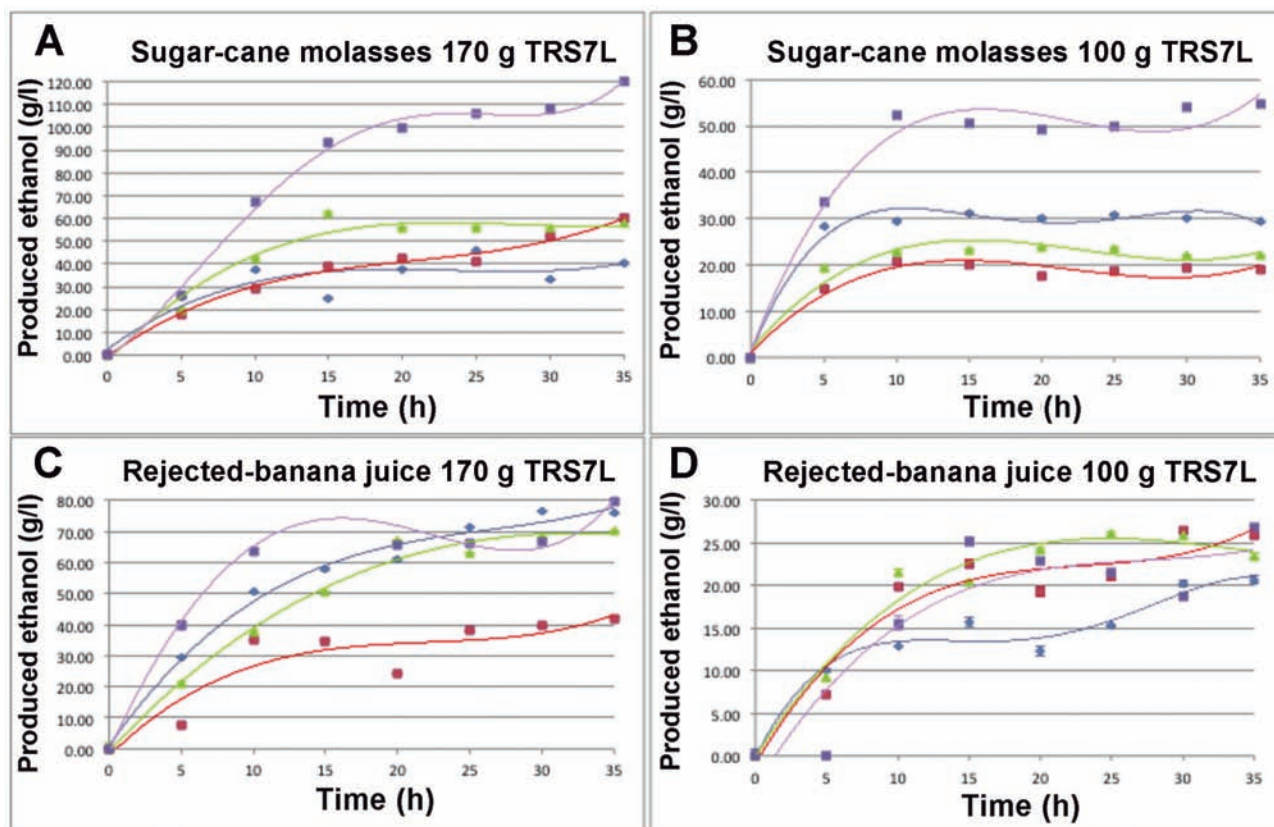 A
Sugar-cane molasses 170 g TRS7L
Produced ethanol (g/l)
120.00
110.00
100.00
90.00
80.00
70.00
60.00
50.00
40.00
30.00
20.00
10.00
0.00
0 5 10 15 20 25 30 35
Time (h)
B
Sugar-cane molasses 100 g TRS7L
Produced ethanol (g/l)
60.00
50.00
40.00
30.00
20.00
10.00
0.00
0 5 10 15 20 25 30 35
Time (h)
C
Rejected-banana juice 170 g TRS7L
Produced ethanol (g/l)
80.00
70.00
60.00
50.00
40.00
30.00
20.00
10.00
0.00
0 5 10 15 20 25 30 35
Time (h)
D
Rejected-banana juice 100 g TRS7L
Produced ethanol (g/l)
30.00
25.00
20.00
15.00
10.00
5.00
0.00
0 5 10 15 20 25 30 35
Time (h)